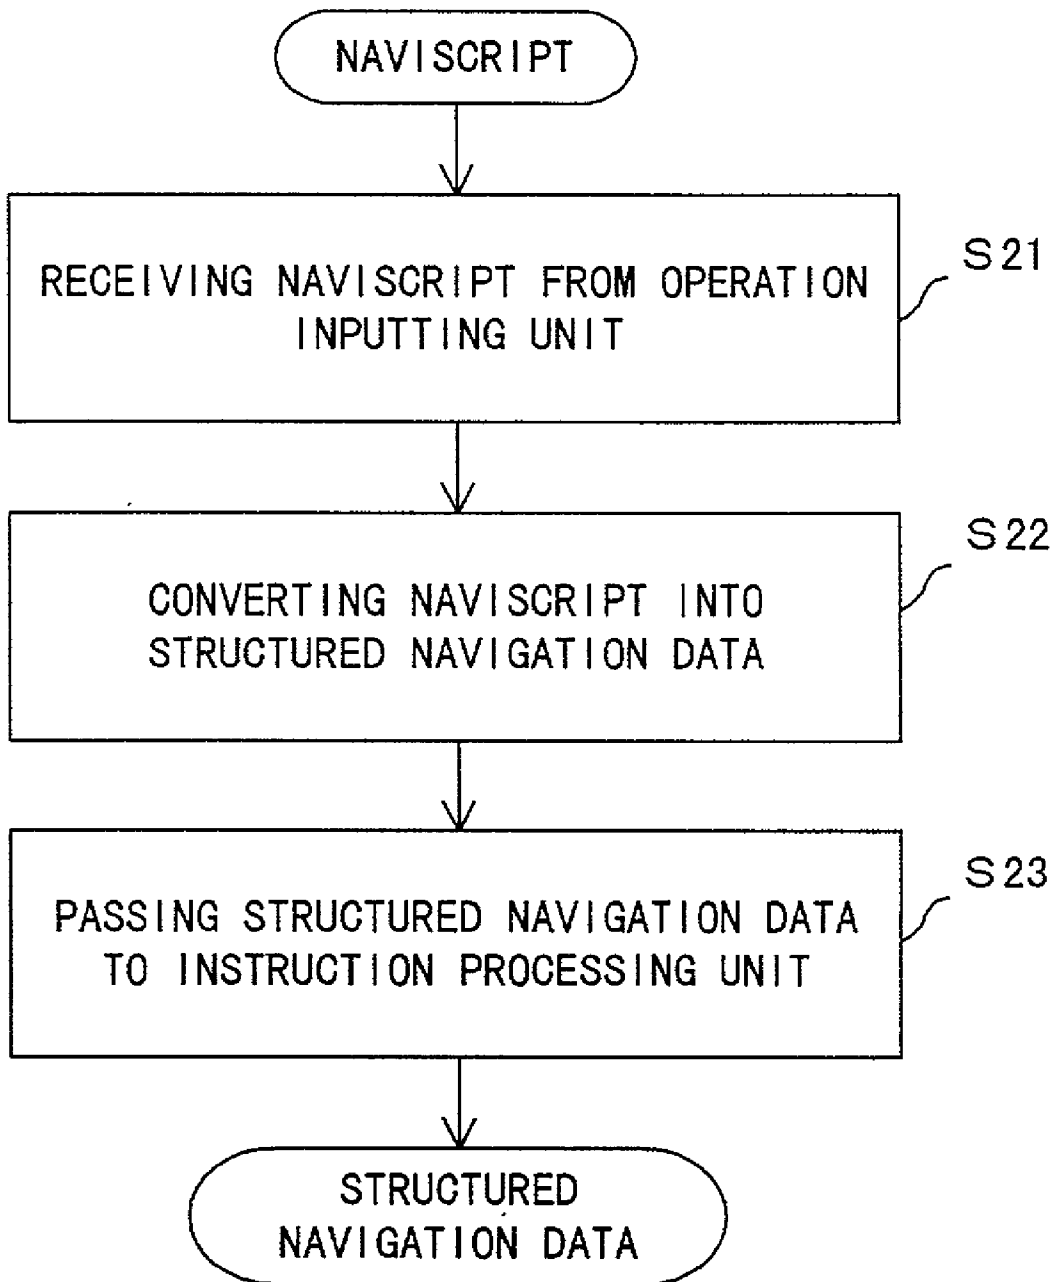 NAVISCRIPT
RECEIVING NAVISCRIPT FROM OPERATION
INPUTTING UNIT
S21
CONVERTING NAVISCRIPT INTO
STRUCTURED NAVIGATION DATA
S22
PASSING STRUCTURED NAVIGATION DATA
TO INSTRUCTION PROCESSING UNIT
S23
STRUCTURED
NAVIGATION DATA